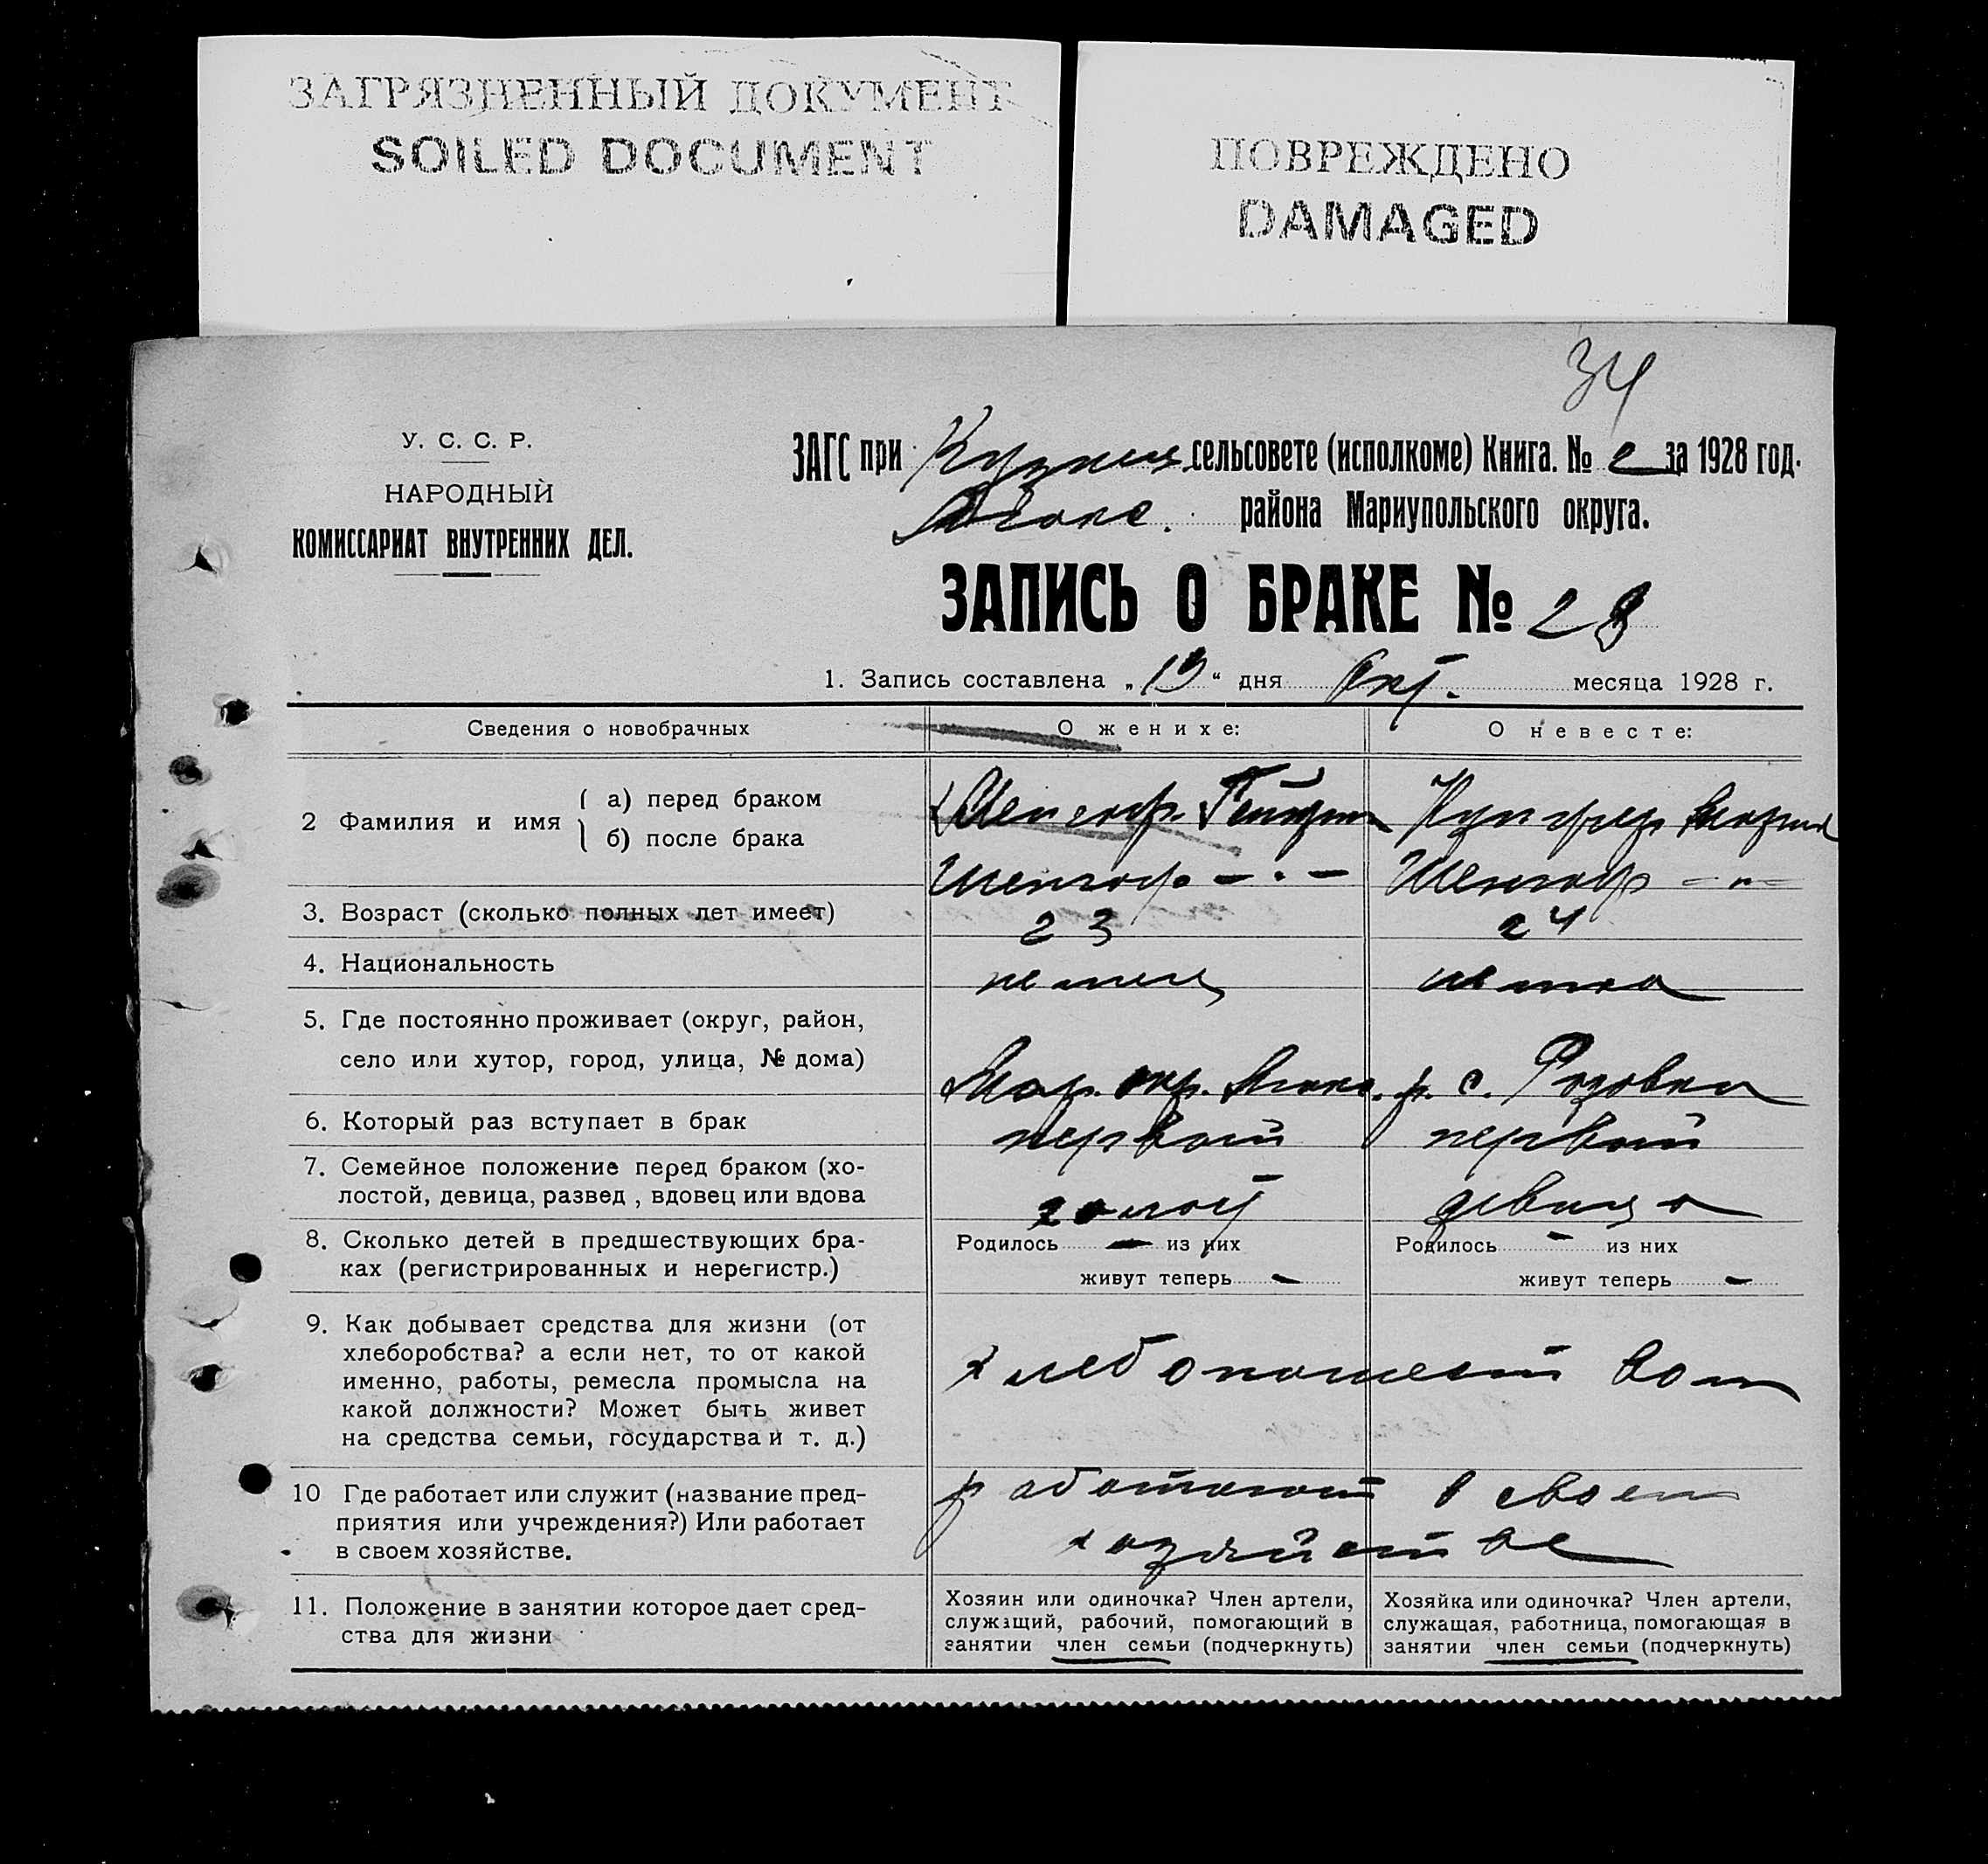 ЗАГРЯЗНЕННЫЙ ДОКУМЕНТ
SOILED DOCUMENT
ПОВРЕЖДЕНО
DAMAGED
34
У. С. С. Р.
НАРОДНЫЙ
КОМИССАРИАТ ВНУТРЕННИХ ДЕЛ.
ЗАГС при сельсовете (исполкоме) Книга. № 2 за 1928 год.
района Мариупольского округа.
ЗАПИСЬ О БРАКЕ № 28
1. Запись составлена „13“ дня Окт. месяца 1928 г.
Сведения о новобрачных
О женихе:
О невесте:
2 Фамилия и имя
а) перед браком
б) после брака
Шенгоф
Шенгоф - " -
3. Возраст (сколько полных лет имеет)
23
24
4. Национальность
немец
немка
5. Где постоянно проживает (округ, район,
село или хутор, город, улица, № дома)
Мар. окр. р. с. Розовка
6. Который раз вступает в брак
первый
первый
7. Семейное положение перед браком (хо-
лостой, девица, развед , вдовец или вдова
холост
девица
8. Сколько детей в предшествующих бра-
ках (регистрированных и нерегистр.)
Родилось — из них
живут теперь —
Родилось — из них
живут теперь —
9. Как добывает средства для жизни (от
хлеборобства? а если нет, то от какой
именно, работы, ремесла промысла на
какой должности? Может быть живет
на средства семьи, государства и т. д.)
хлебопашеством
10 Где работает или служит (название пред-
приятия или учреждения?) Или работает
в своем хозяйстве.
работают в своем
хозяйстве
11. Положение в занятии которое дает сред-
ства для жизни
Хозяин или одиночка? Член артели,
служащий, рабочий, помогающий в
занятии член семьи (подчеркнуть)
Хозяйка или одиночка? Член артели,
служащая, работница, помогающая в
занятии член семьи (подчеркнуть)